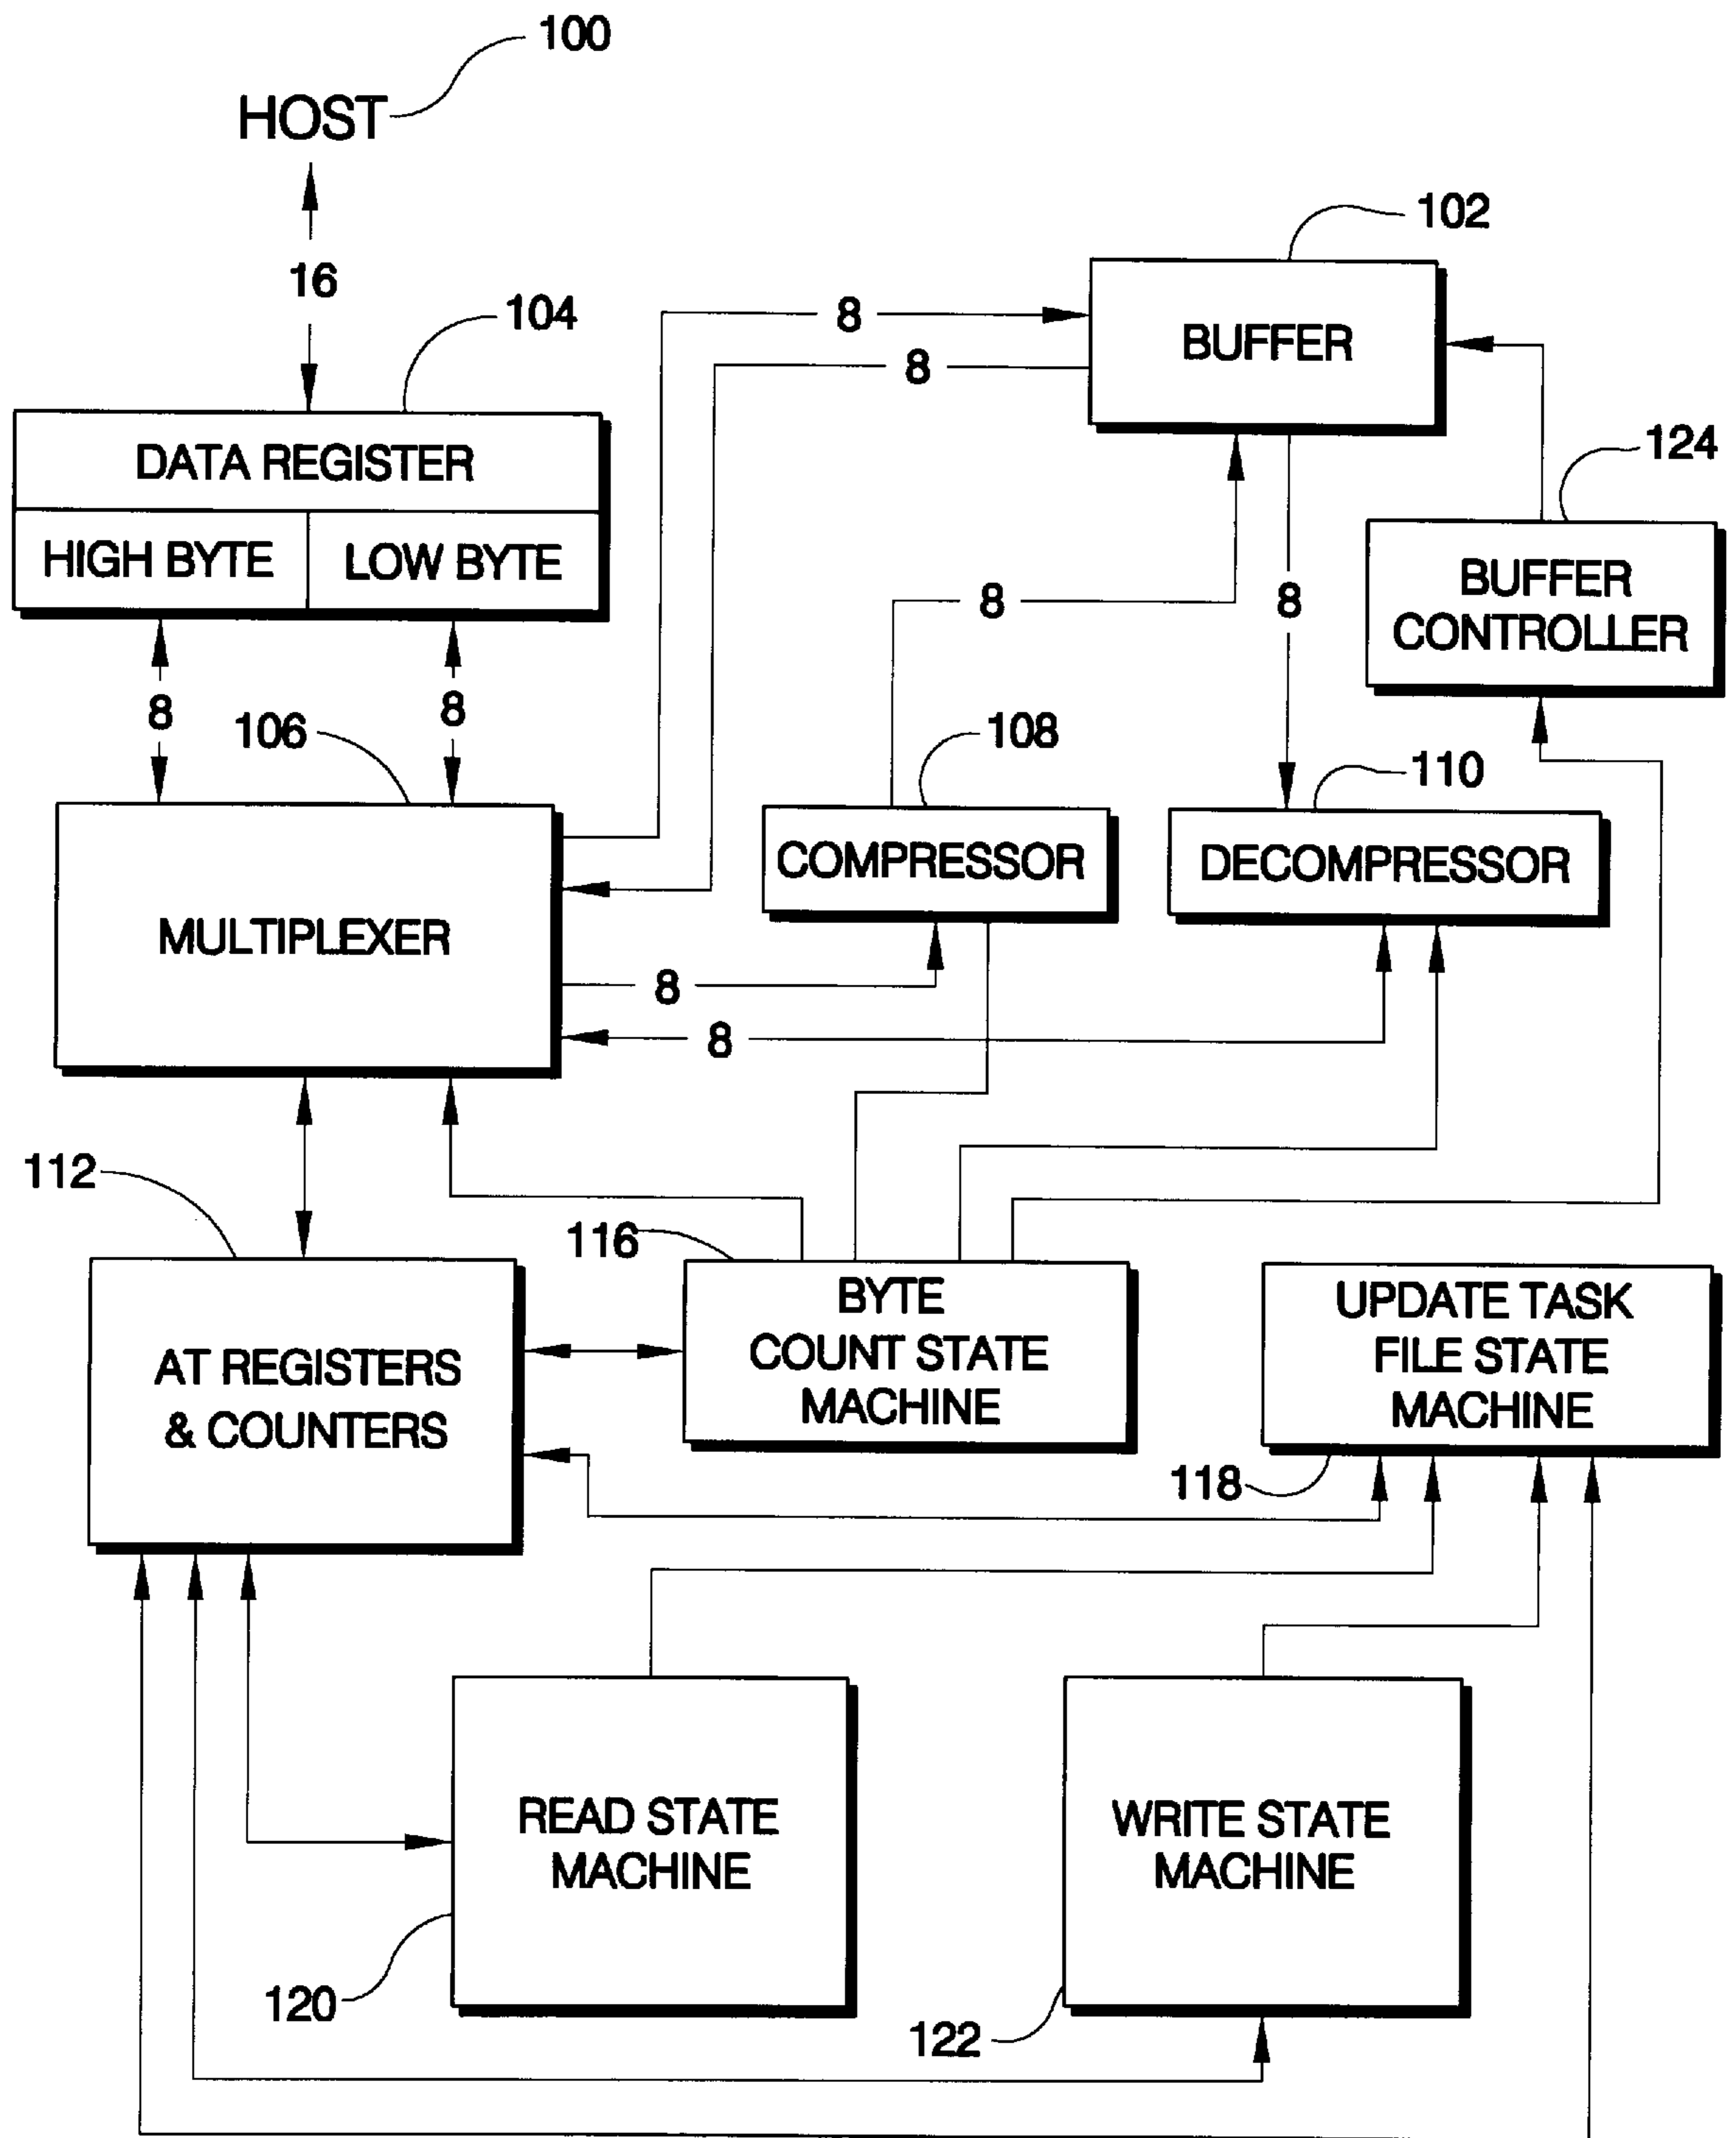 100
HOST
16
102
104
BUFFER
8
8
DATA REGISTER
HIGH BYTE
LOW BYTE
124
BUFFER
CONTROLLER
8
8
8
8
106
108
110
MULTIPLEXER
COMPRESSOR
DECOMPRESSOR
8
8
112
116
AT REGISTERS
& COUNTERS
BYTE
COUNT STATE
MACHINE
UPDATE TASK
FILE STATE
MACHINE
118
READ STATE
MACHINE
WRITE STATE
MACHINE
120
122